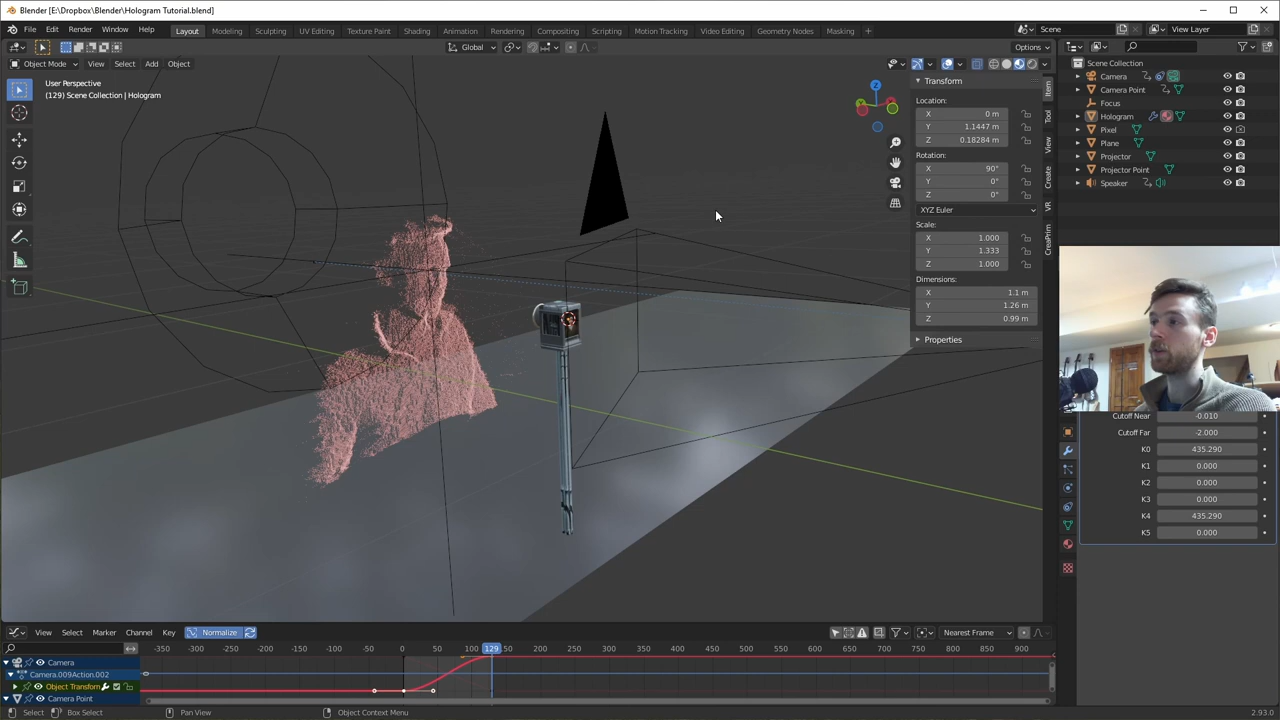 Blender [E:\Dropbox\Blender\Hologram Tutorial.blend]
File Edit Render Window Help Layout Modeling Sculpting UV Editing Texture Paint Shading Animation Rendering Compositing Scripting Motion Tracking Video Editing Geometry Nodes Masking + Scene View Layer
Global Options
Object Mode View Select Add Object
User Perspective
(129) Scene Collection | Hologram
Transform
Location:
X 0 m
Y 1.1447 m
Z 0.18284 m
Rotation:
X 90°
Y 0°
Z 0°
XYZ Euler
Scale:
X 1.000
Y 1.333
Z 1.000
Dimensions:
X 1.1 m
Y 1.26 m
Z 0.99 m
Properties
Item
Tool
View
Create
VR
CreaPrim
Z
Scene Collection
Camera
Camera Point
Focus
Hologram
Pixel
Plane
Projector
Projector Point
Speaker
Cutoff Near -0.010
Cutoff Far -2.000
K0 435.290
K1 0.000
K2 0.000
K3 0.000
K4 435.290
K5 0.000
View Select Marker Channel Key Normalize Nearest Frame
-350 -300 -250 -200 -150 -100 -50 0 50 100 129 200 250 300 350 400 450 500 550 600 650 700 750 800 850 900
Camera
Camera.009Action.002
Object Transform
Camera Point
Select Box Select Pan View Object Context Menu 2.93.0